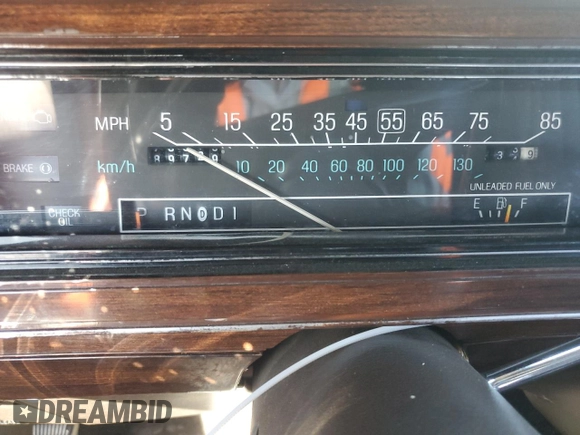 MPH 5 15 25 35 45 55 65 75 85
km/h 10 20 40 60 80 100 120 130
BRAKE
UNLEADED FUEL ONLY
CHECK OIL
P R N D D 1
E F
DREAMBID